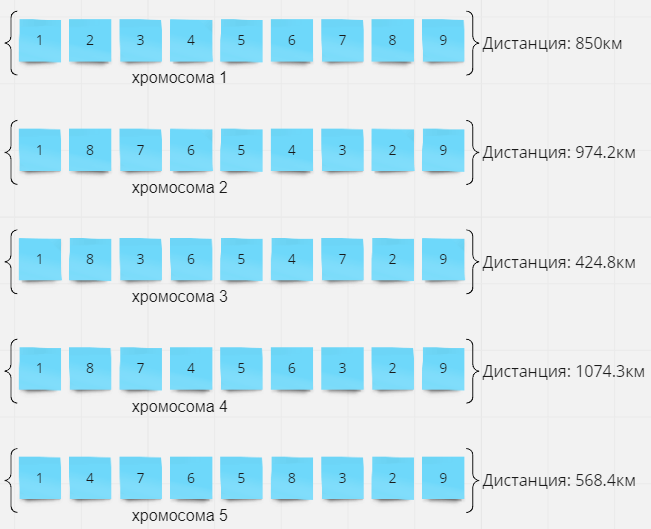 1 2 3 4 5 6 7 8 9 Дистанция: 850км
хромосома 1
1 8 7 6 5 4 3 2 9 Дистанция: 974.2км
хромосома 2
1 8 3 6 5 4 7 2 9 Дистанция: 424.8км
хромосома 3
1 8 7 4 5 6 3 2 9 Дистанция: 1074.3км
хромосома 4
1 4 7 6 5 8 3 2 9 Дистанция: 568.4км
хромосома 5